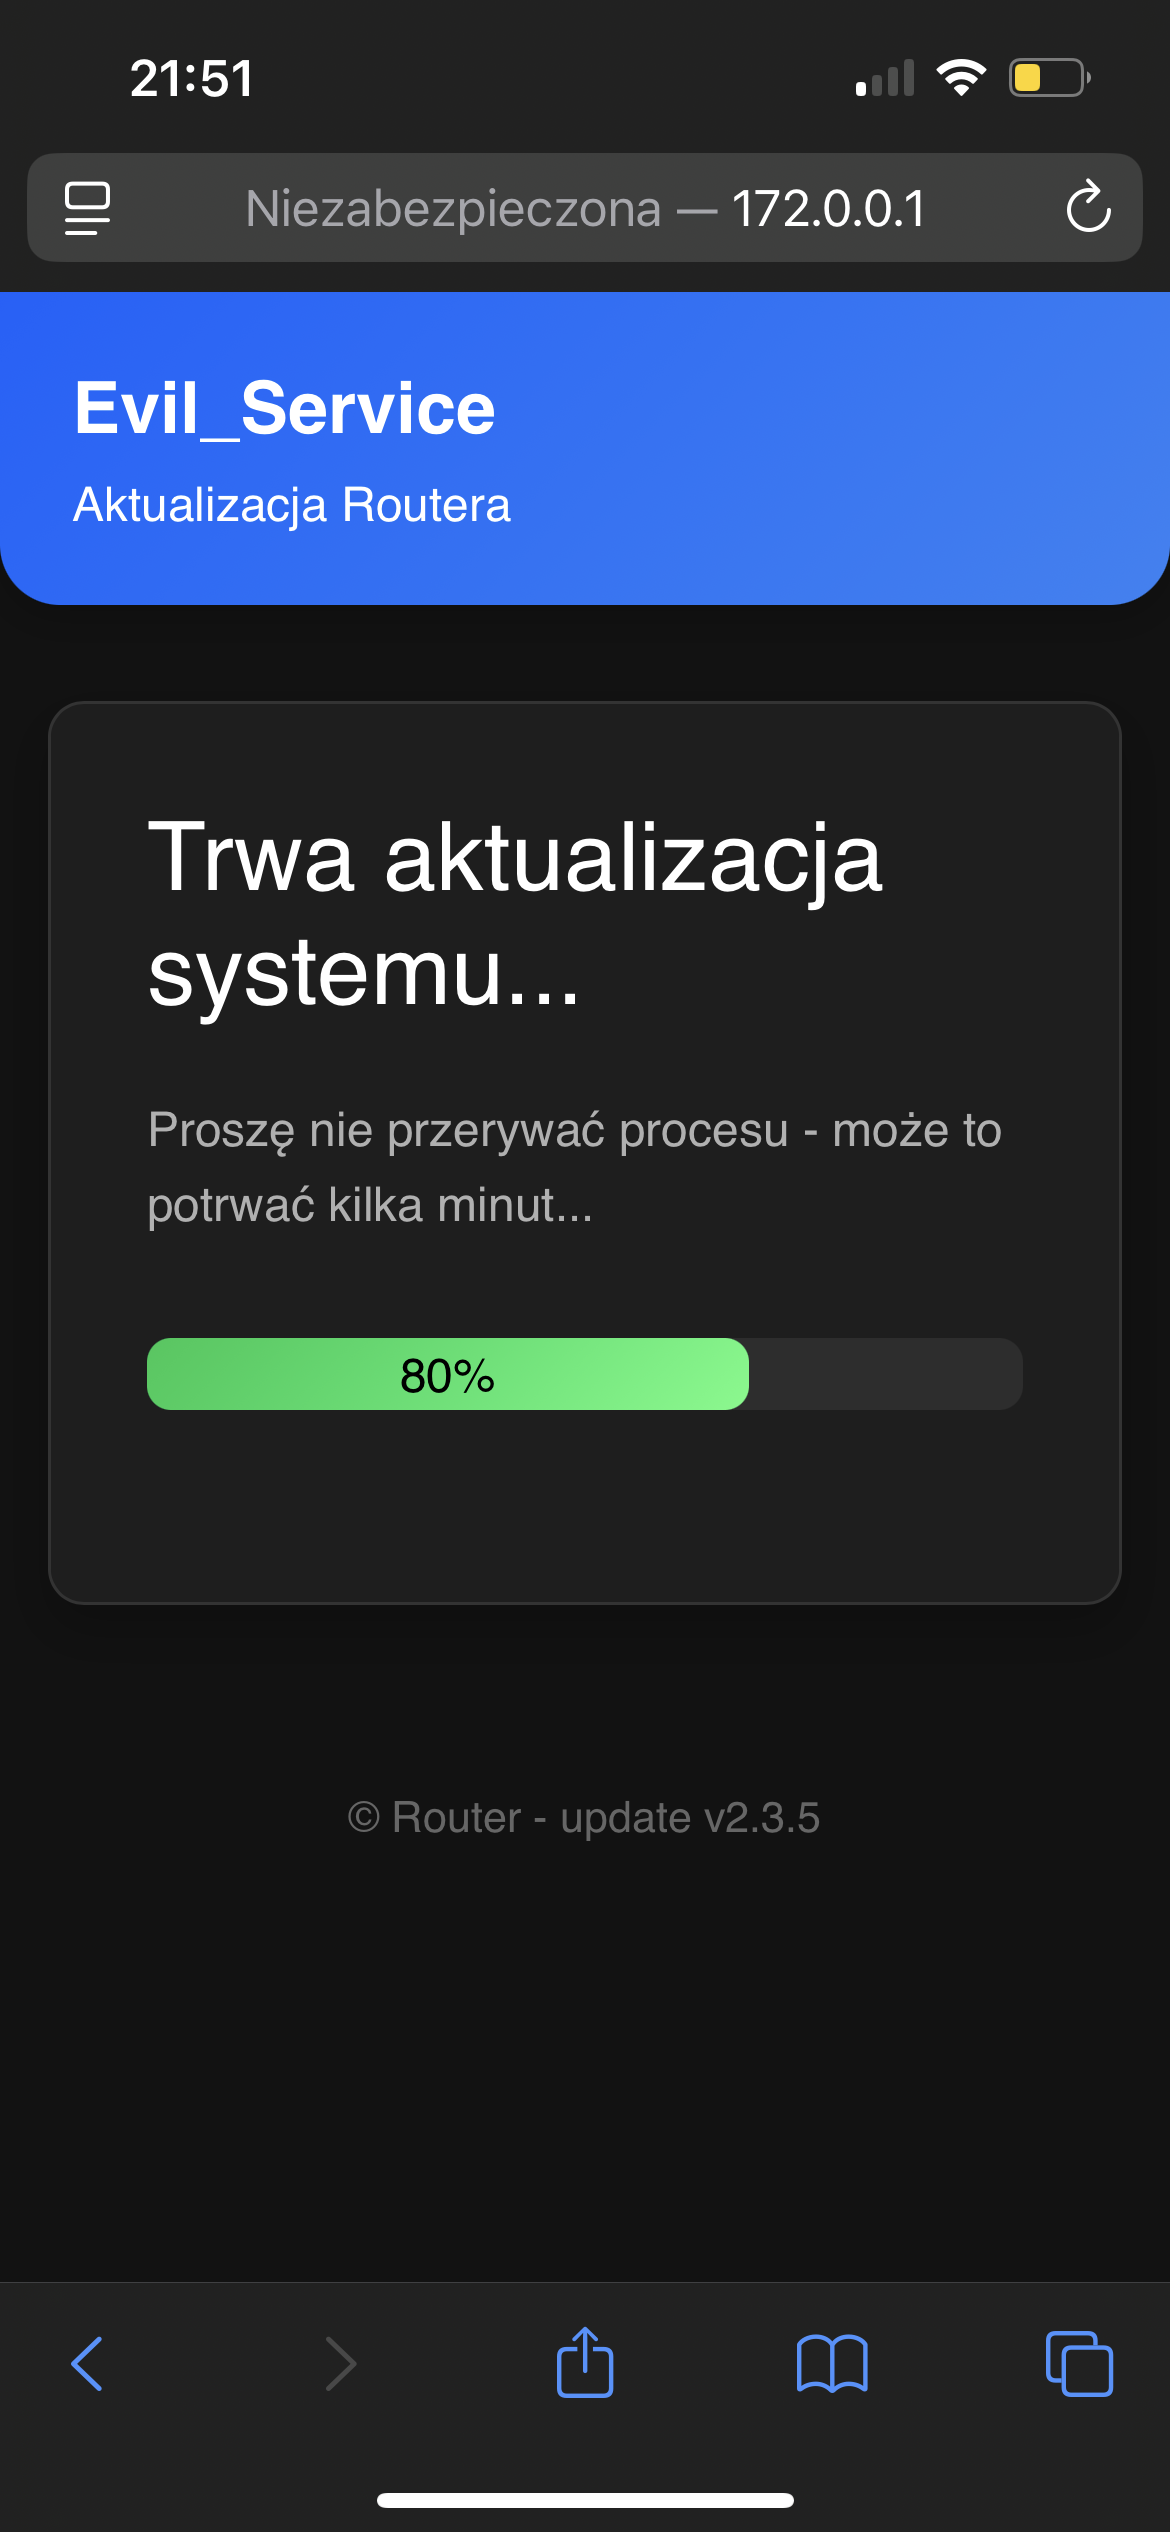 21:51
Niezabezpieczona — 172.0.0.1
Evil_Service
Aktualizacja Routera
Trwa aktualizacja
systemu...
Proszę nie przerywać procesu - może to
potrwać kilka minut...
80%
© Router - update v2.3.5